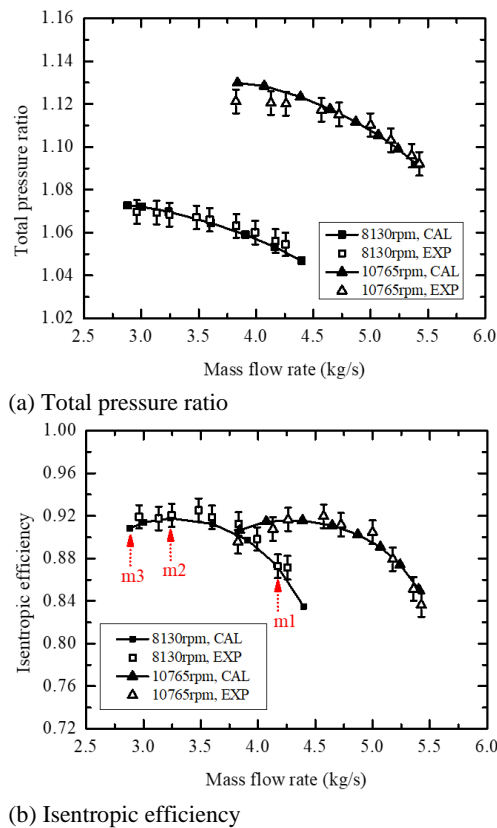 1.16
1.14
1.12
1.10
1.08
1.06
1.04
1.02
Total pressure ratio
8130rpm, CAL
8130rpm, EXP
10765rpm, CAL
10765rpm, EXP
2.5 3.0 3.5 4.0 4.5 5.0 5.5 6.0
Mass flow rate (kg/s)
(a) Total pressure ratio
1.00
0.96
0.92
0.88
0.84
0.80
0.76
0.72
Isentropic efficiency
m3 m2
m1
8130rpm, CAL
8130rpm, EXP
10765rpm, CAL
10765rpm, EXP
2.5 3.0 3.5 4.0 4.5 5.0 5.5 6.0
Mass flow rate (kg/s)
(b) Isentropic efficiency